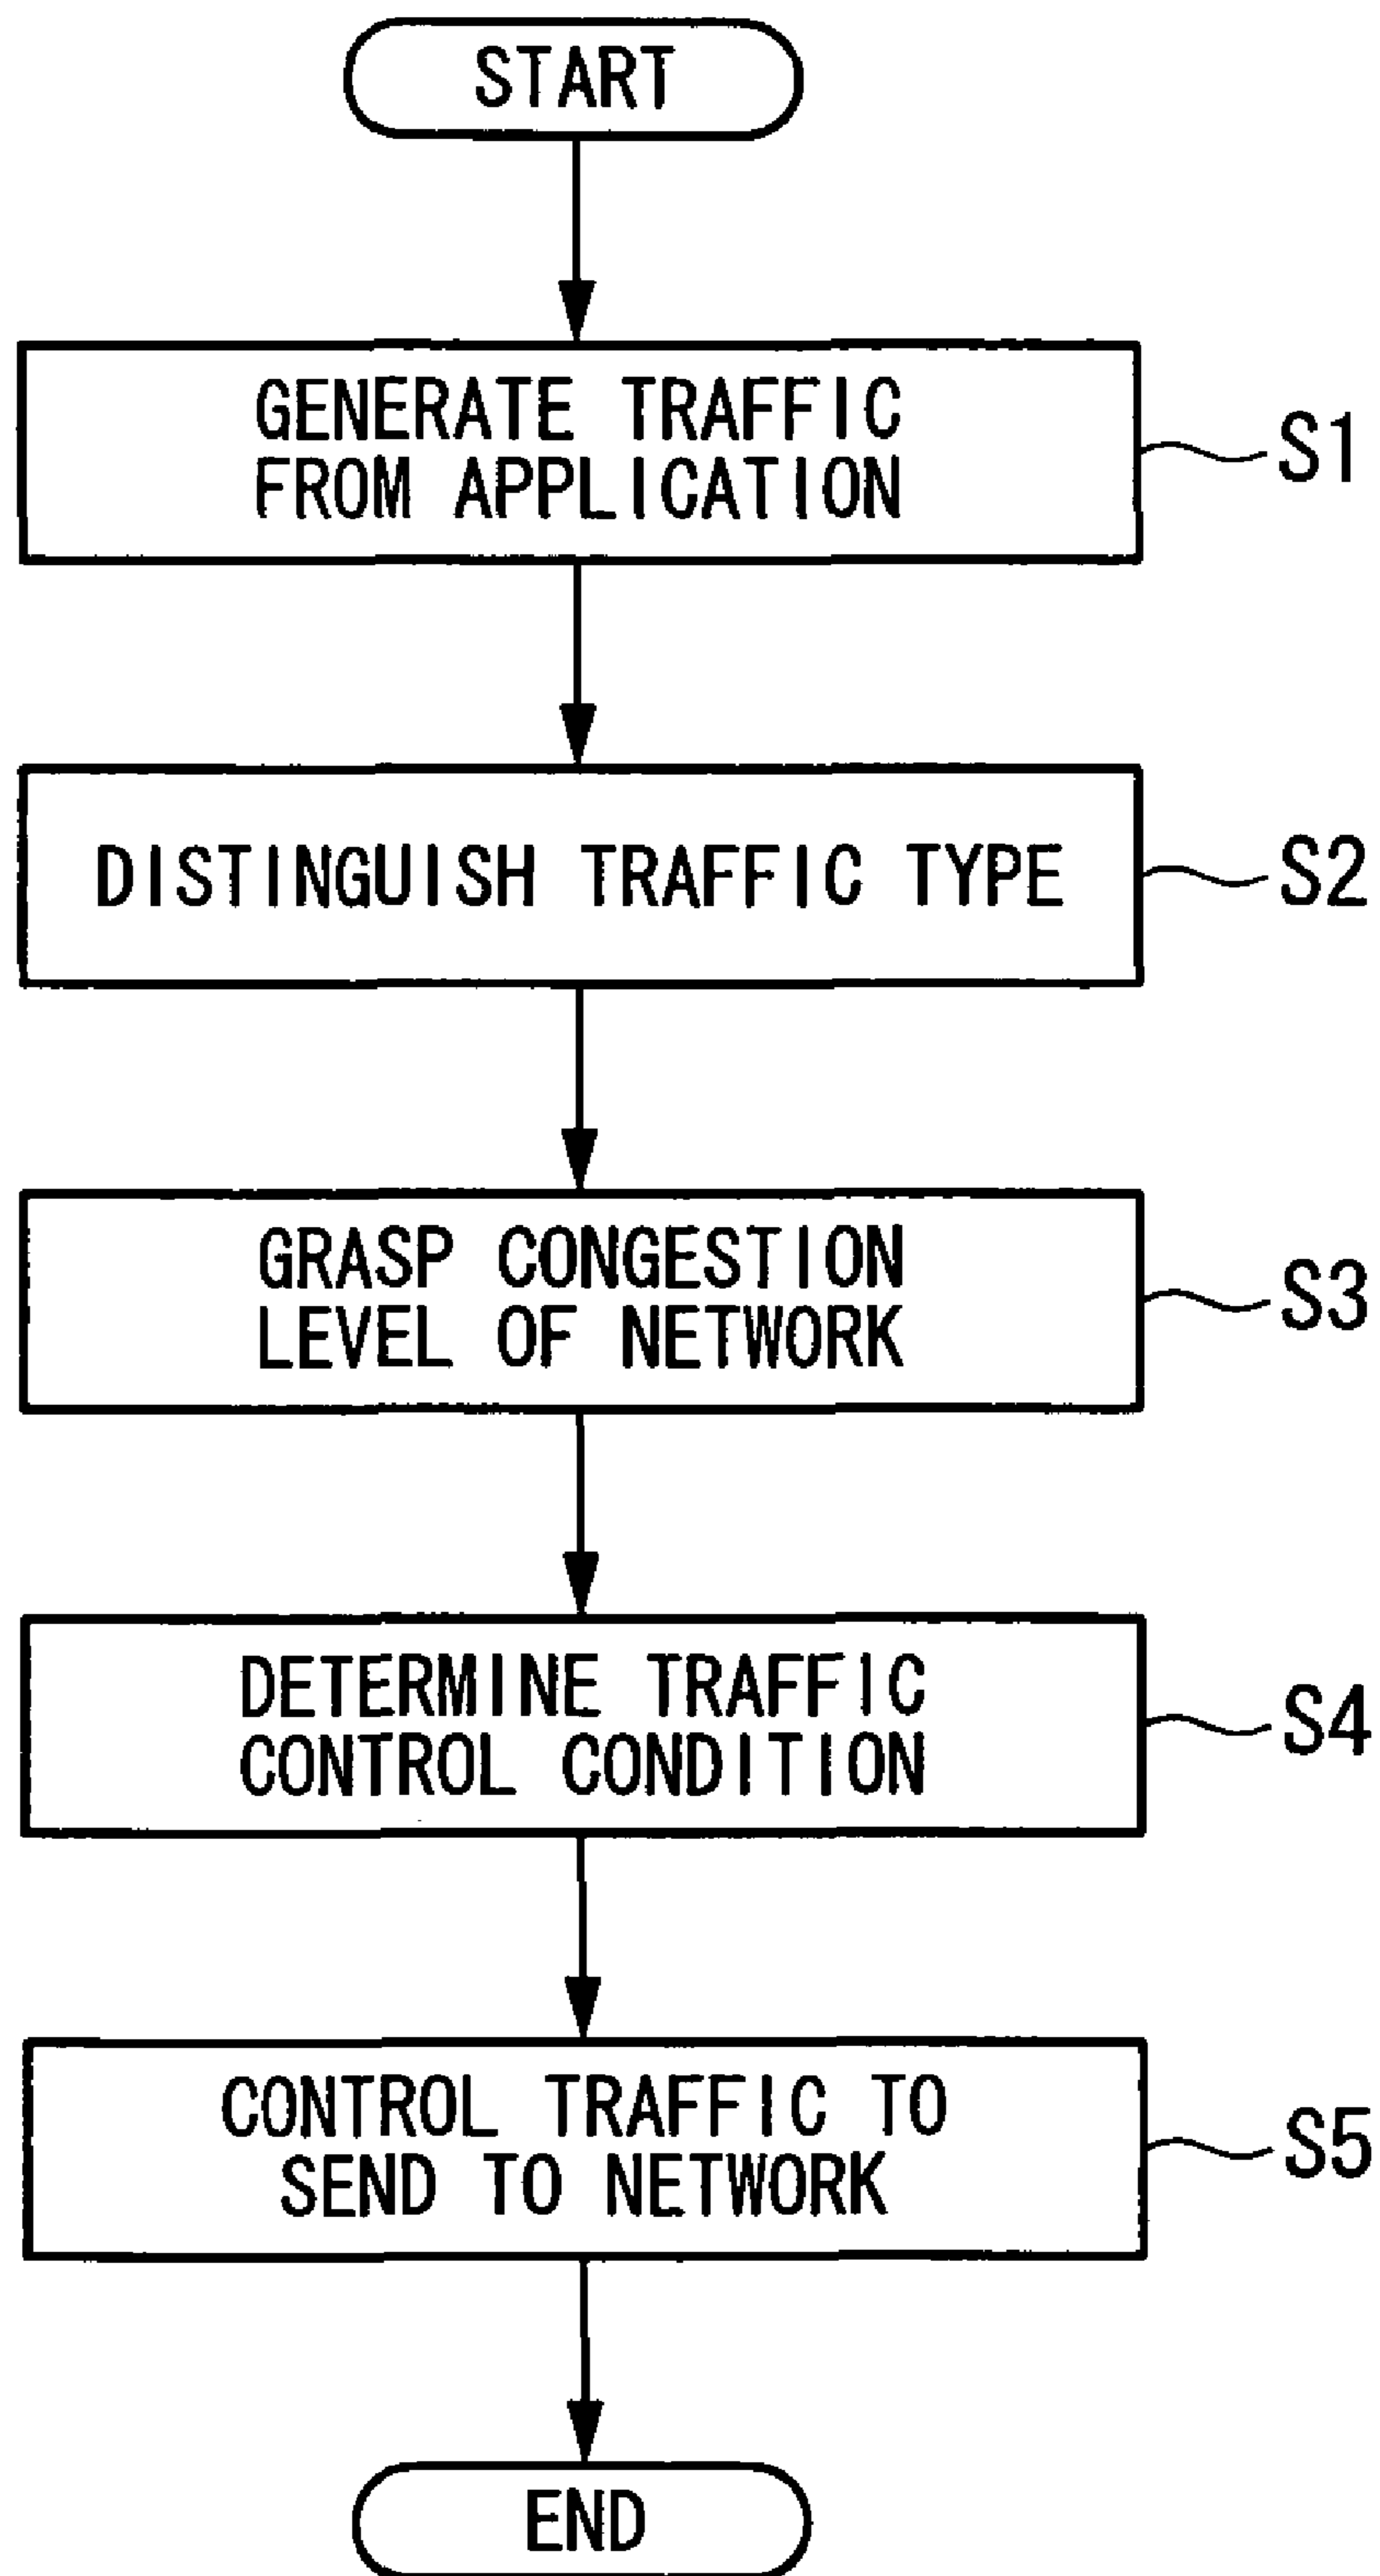 START
GENERATE TRAFFIC
FROM APPLICATION
S1
DISTINGUISH TRAFFIC TYPE
S2
GRASP CONGESTION
LEVEL OF NETWORK
S3
DETERMINE TRAFFIC
CONTROL CONDITION
S4
CONTROL TRAFFIC TO
SEND TO NETWORK
S5
END